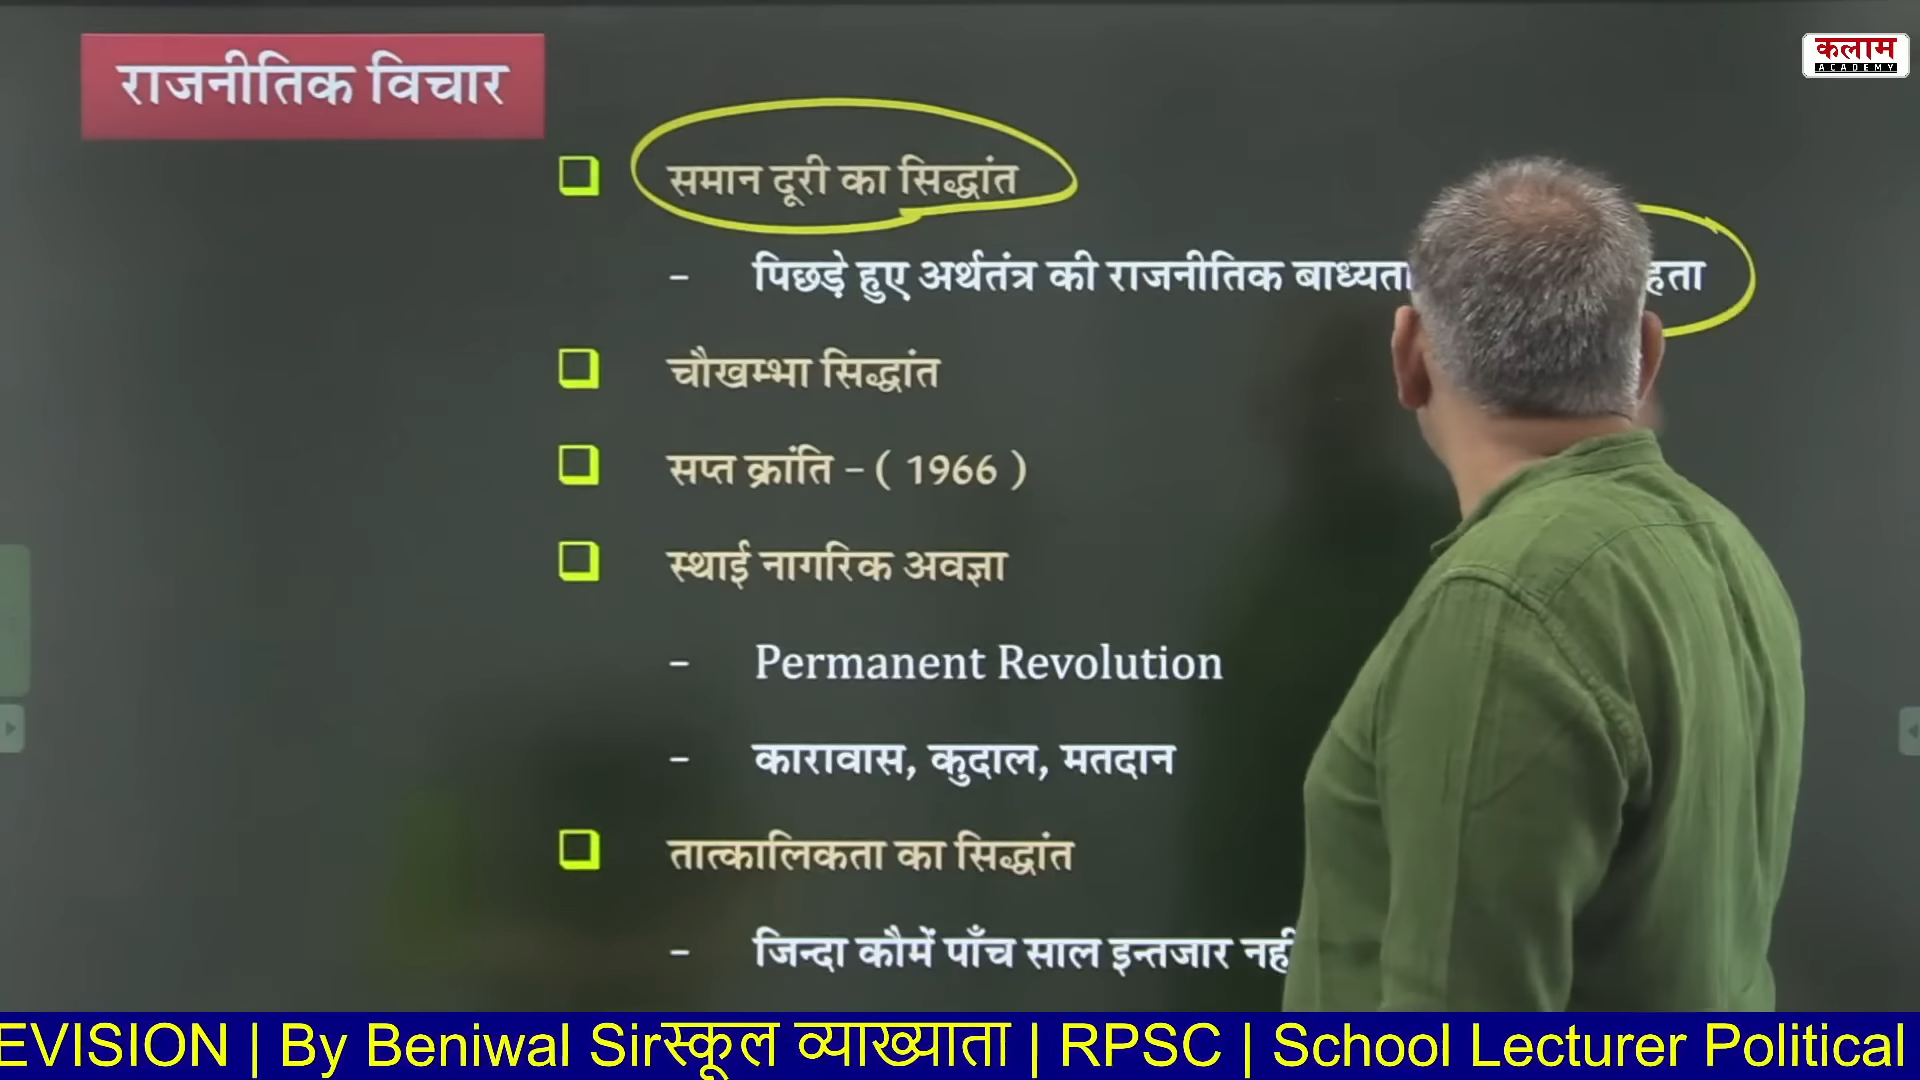 राजनीतिक विचार
कलाम
ACADEMY
समान दूरी का सिद्धांत
- पिछड़े हुए अर्थतंत्र की राजनीतिक बाध्यता
चौखम्भा सिद्धांत
सप्त क्रांति - ( 1966 )
स्थाई नागरिक अवज्ञा
- Permanent Revolution
- कारावास, कुदाल, मतदान
तात्कालिकता का सिद्धांत
- जिन्दा कौमें पाँच साल इन्तजार नहीं
EVISION | By Beniwal Sirस्कूल व्याख्याता | RPSC | School Lecturer Political